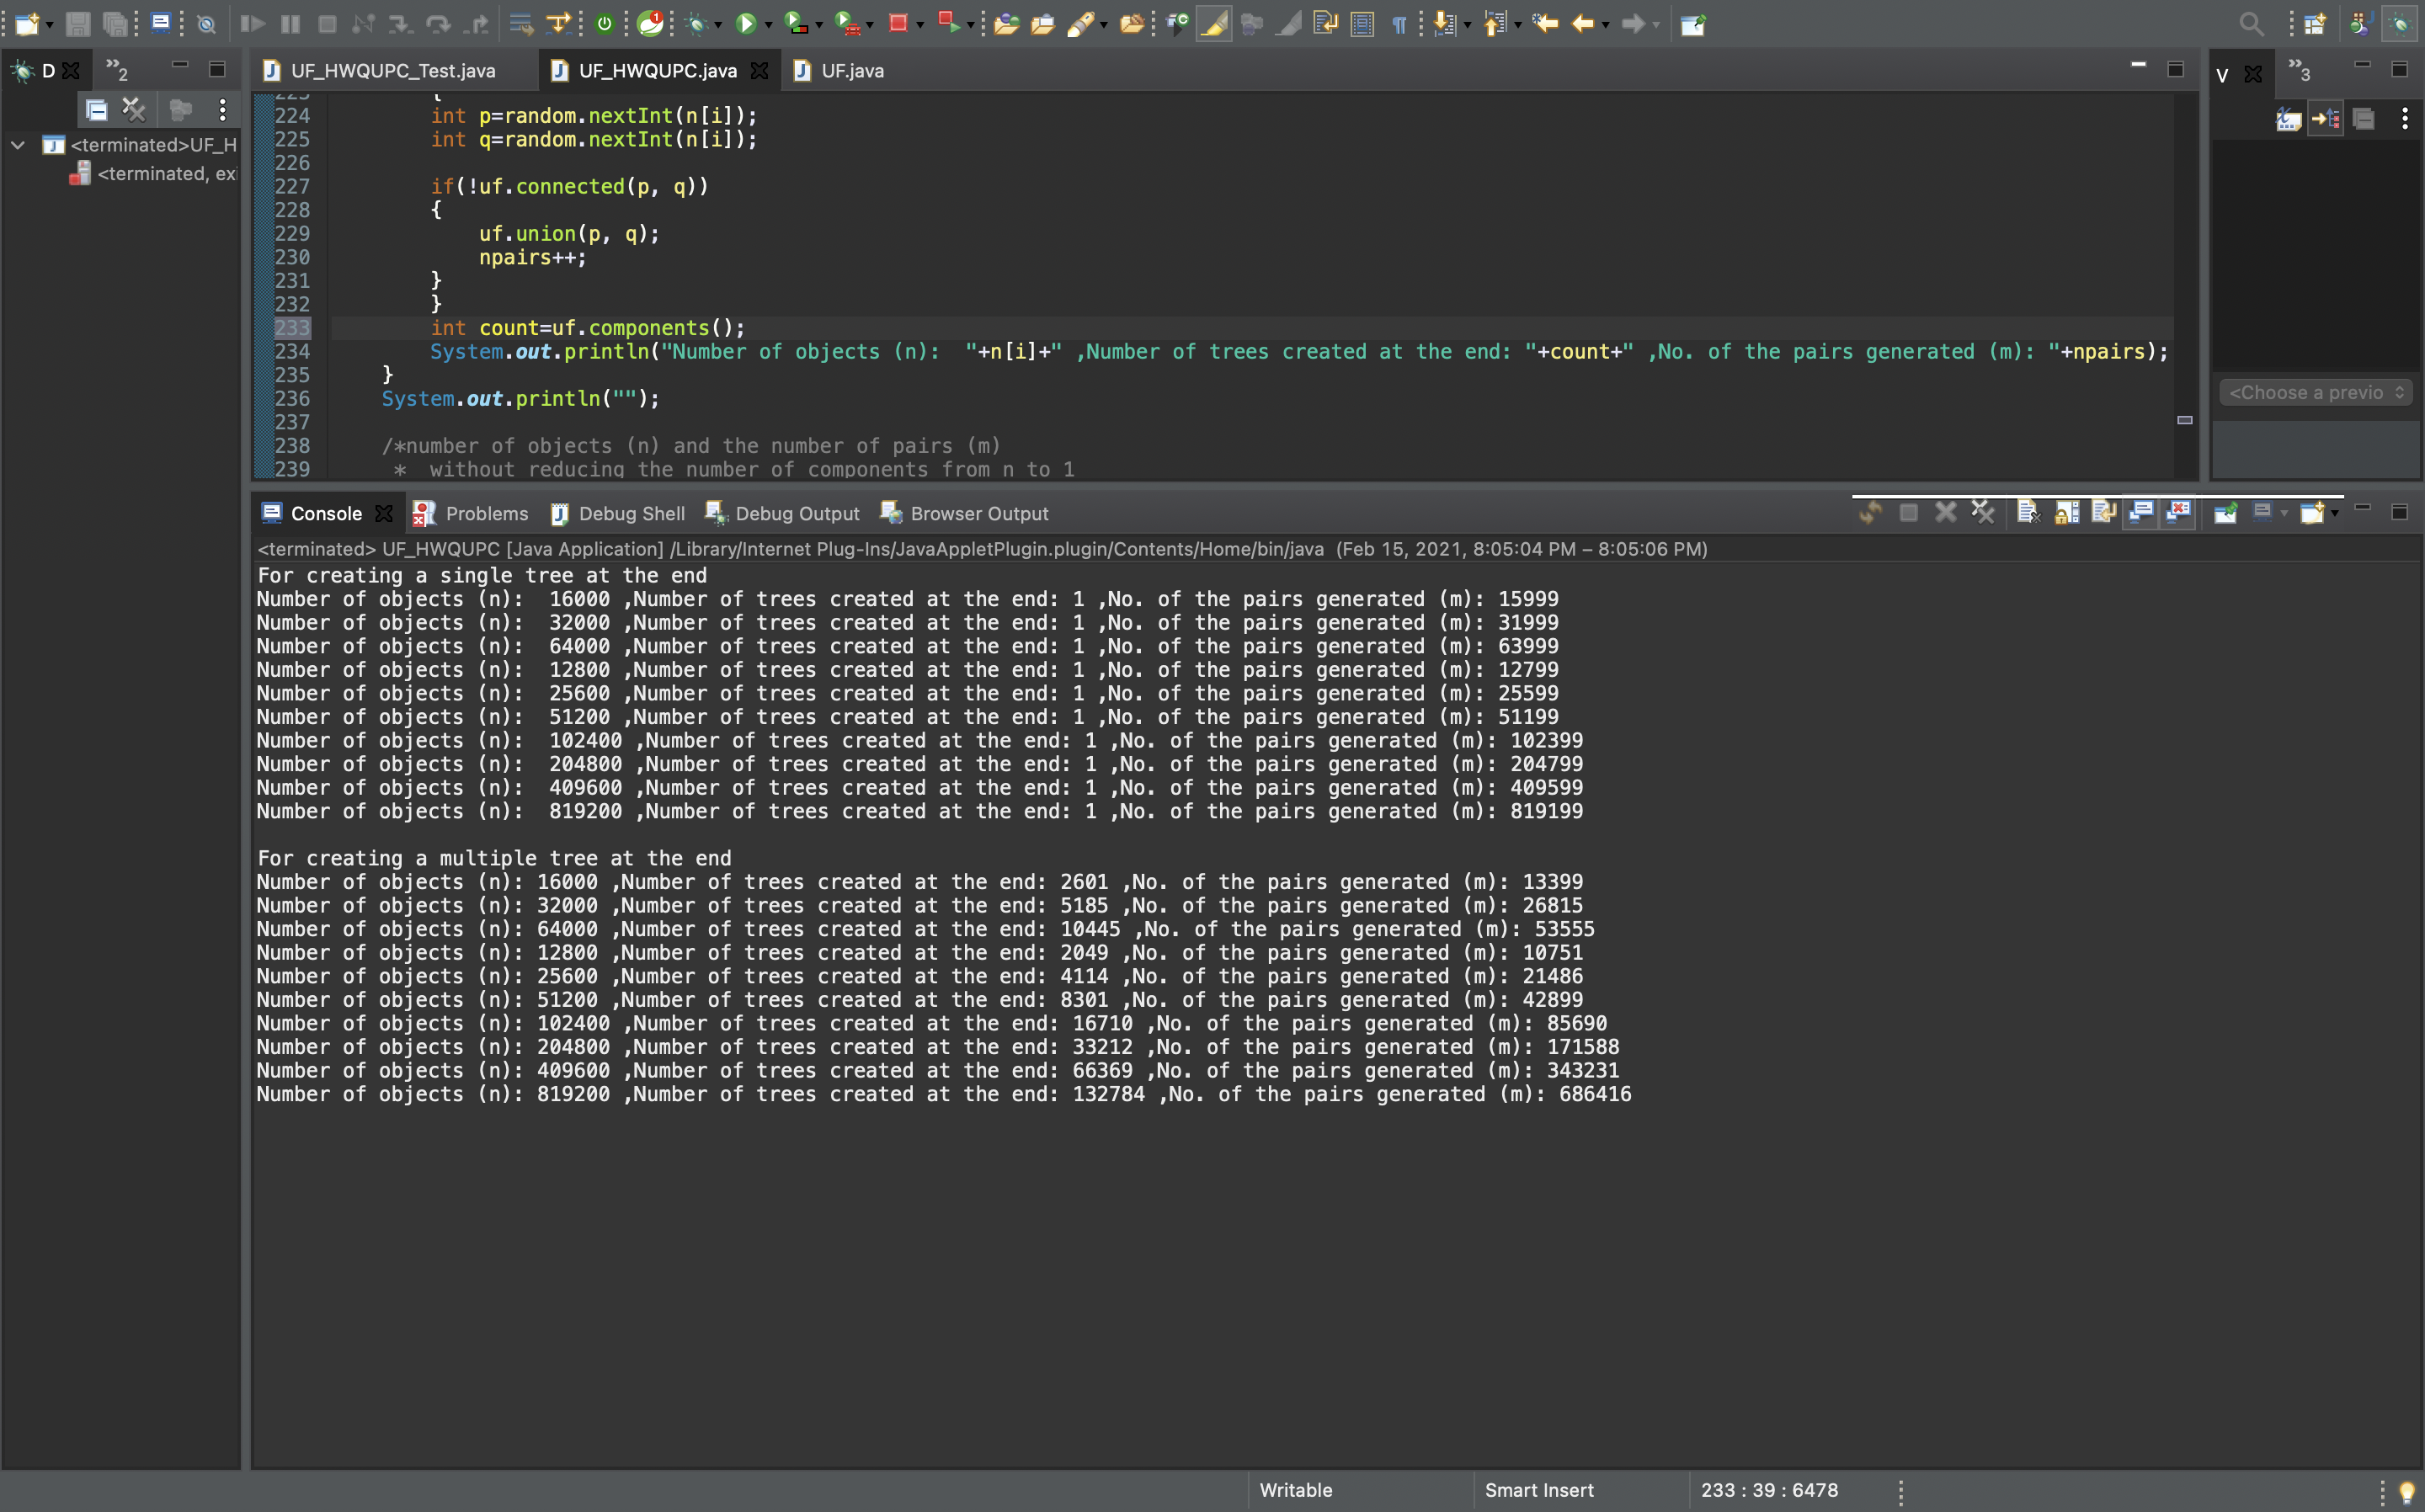 D
2
UF_HWQUPC_Test.java
UF_HWQUPC.java
UF.java
V
3
<terminated>UF_H
<terminated, exi
224 int p=random.nextInt(n[i]);
225 int q=random.nextInt(n[i]);
226
227 if(!uf.connected(p, q))
228 {
229 uf.union(p, q);
230 npairs++;
231 }
232 }
233 int count=uf.components();
234 System.out.println("Number of objects (n):  "+n[i]+" ,Number of trees created at the end: "+count+" ,No. of the pairs generated (m): "+npairs);
235 }
236 System.out.println("");
237
238 /*number of objects (n) and the number of pairs (m)
239 *  without reducing the number of components from n to 1
<Choose a previo
Console
Problems
Debug Shell
Debug Output
Browser Output
<terminated> UF_HWQUPC [Java Application] /Library/Internet Plug-Ins/JavaAppletPlugin.plugin/Contents/Home/bin/java  (Feb 15, 2021, 8:05:04 PM – 8:05:06 PM)
For creating a single tree at the end
Number of objects (n):  16000 ,Number of trees created at the end: 1 ,No. of the pairs generated (m): 15999
Number of objects (n):  32000 ,Number of trees created at the end: 1 ,No. of the pairs generated (m): 31999
Number of objects (n):  64000 ,Number of trees created at the end: 1 ,No. of the pairs generated (m): 63999
Number of objects (n):  12800 ,Number of trees created at the end: 1 ,No. of the pairs generated (m): 12799
Number of objects (n):  25600 ,Number of trees created at the end: 1 ,No. of the pairs generated (m): 25599
Number of objects (n):  51200 ,Number of trees created at the end: 1 ,No. of the pairs generated (m): 51199
Number of objects (n):  102400 ,Number of trees created at the end: 1 ,No. of the pairs generated (m): 102399
Number of objects (n):  204800 ,Number of trees created at the end: 1 ,No. of the pairs generated (m): 204799
Number of objects (n):  409600 ,Number of trees created at the end: 1 ,No. of the pairs generated (m): 409599
Number of objects (n):  819200 ,Number of trees created at the end: 1 ,No. of the pairs generated (m): 819199
For creating a multiple tree at the end
Number of objects (n): 16000 ,Number of trees created at the end: 2601 ,No. of the pairs generated (m): 13399
Number of objects (n): 32000 ,Number of trees created at the end: 5185 ,No. of the pairs generated (m): 26815
Number of objects (n): 64000 ,Number of trees created at the end: 10445 ,No. of the pairs generated (m): 53555
Number of objects (n): 12800 ,Number of trees created at the end: 2049 ,No. of the pairs generated (m): 10751
Number of objects (n): 25600 ,Number of trees created at the end: 4114 ,No. of the pairs generated (m): 21486
Number of objects (n): 51200 ,Number of trees created at the end: 8301 ,No. of the pairs generated (m): 42899
Number of objects (n): 102400 ,Number of trees created at the end: 16710 ,No. of the pairs generated (m): 85690
Number of objects (n): 204800 ,Number of trees created at the end: 33212 ,No. of the pairs generated (m): 171588
Number of objects (n): 409600 ,Number of trees created at the end: 66369 ,No. of the pairs generated (m): 343231
Number of objects (n): 819200 ,Number of trees created at the end: 132784 ,No. of the pairs generated (m): 686416
Writable
Smart Insert
233 : 39 : 6478